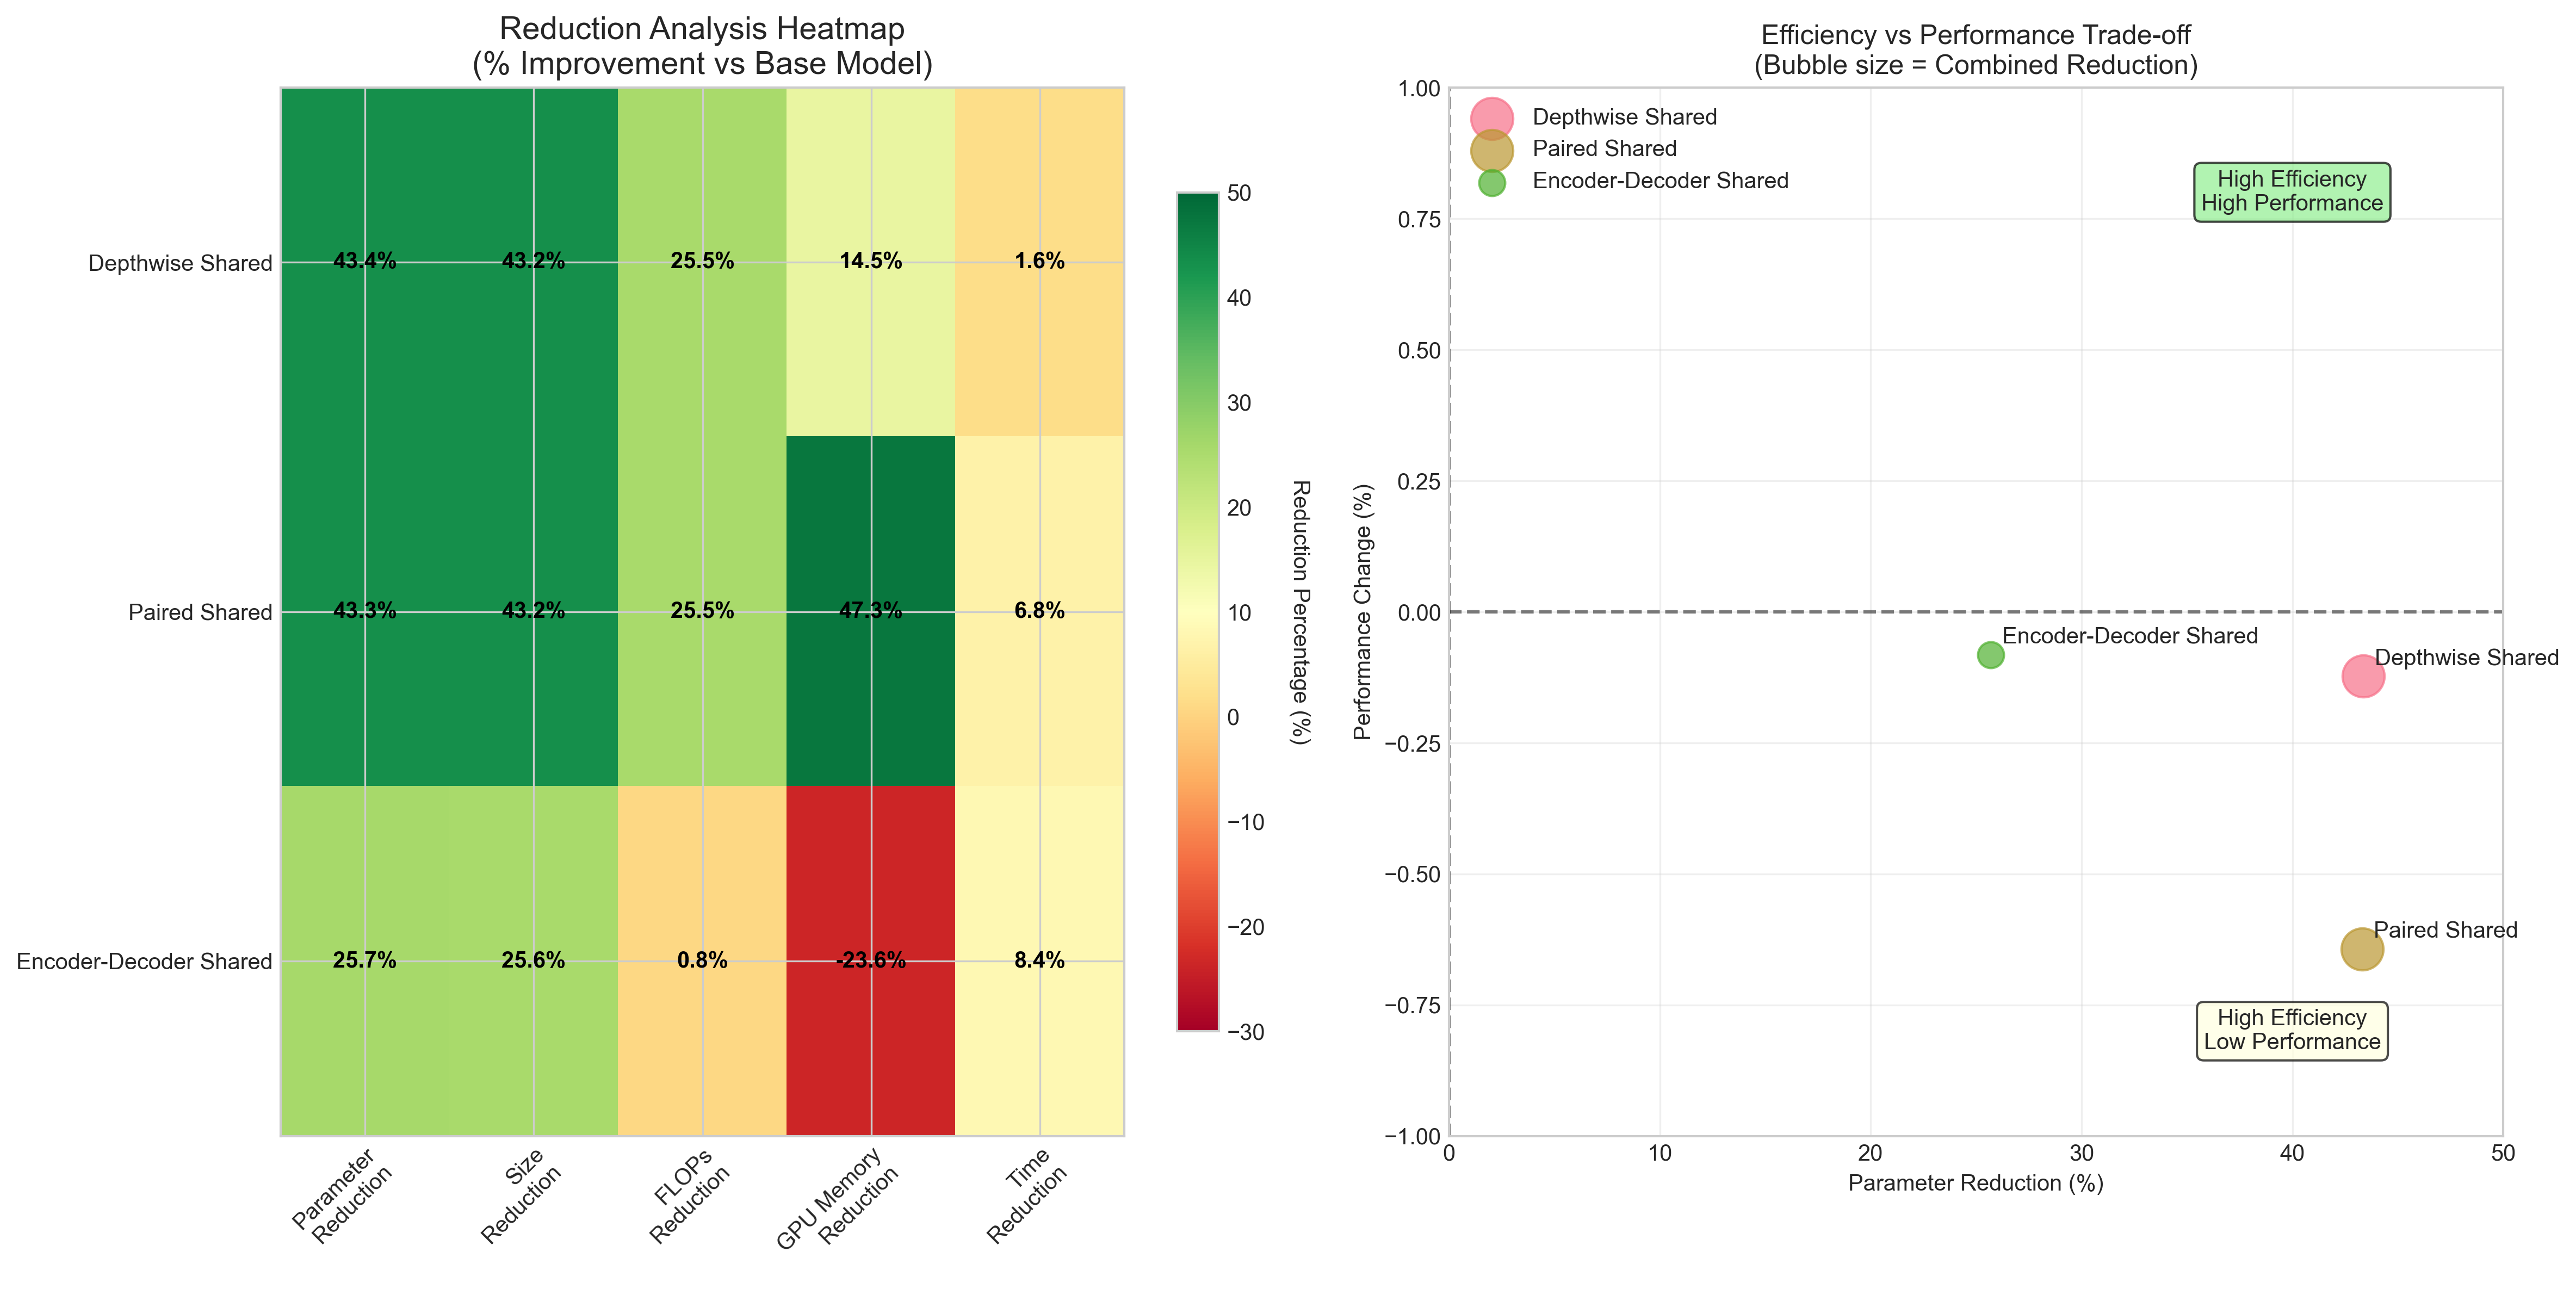 Reduction Analysis Heatmap
(% Improvement vs Base Model)
Depthwise Shared
43.4%
43.2%
25.5%
14.5%
1.6%
Paired Shared
43.3%
43.2%
25.5%
47.3%
6.8%
Encoder-Decoder Shared
25.7%
25.6%
0.8%
-23.6%
8.4%
Parameter
Reduction
Size
Reduction
FLOPs
Reduction
GPU Memory
Reduction
Time
Reduction
50
40
30
20
10
0
−10
−20
−30
Reduction Percentage (%)
Efficiency vs Performance Trade-off
(Bubble size = Combined Reduction)
Depthwise Shared
Paired Shared
Encoder-Decoder Shared
High Efficiency
High Performance
Encoder-Decoder Shared
Depthwise Shared
Paired Shared
High Efficiency
Low Performance
1.00
0.75
0.50
0.25
0.00
−0.25
−0.50
−0.75
−1.00
Performance Change (%)
0
10
20
30
40
50
Parameter Reduction (%)